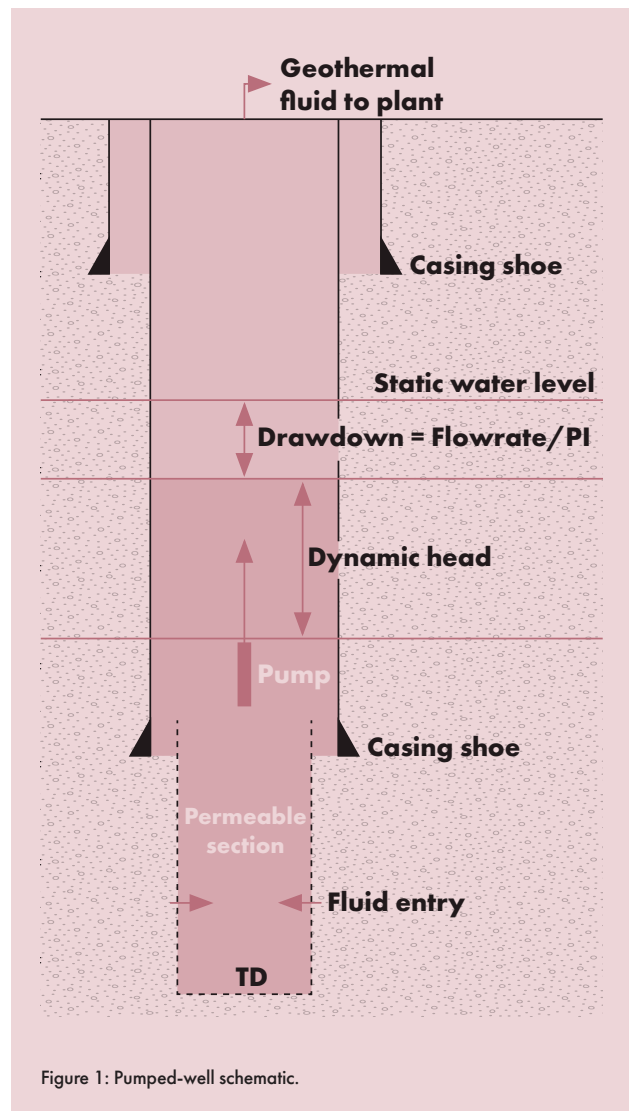 Geothermal
fluid to plant
Casing shoe
Static water level
Drawdown = Flowrate/PI
Dynamic head
Pump
Casing shoe
Permeable
section
Fluid entry
TD
Figure 1: Pumped-well schematic.